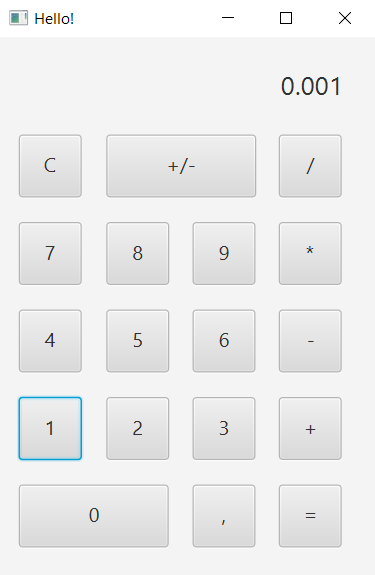 Hello!
0.001
C +/- /
7 8 9 *
4 5 6 -
1 2 3 +
0 , =